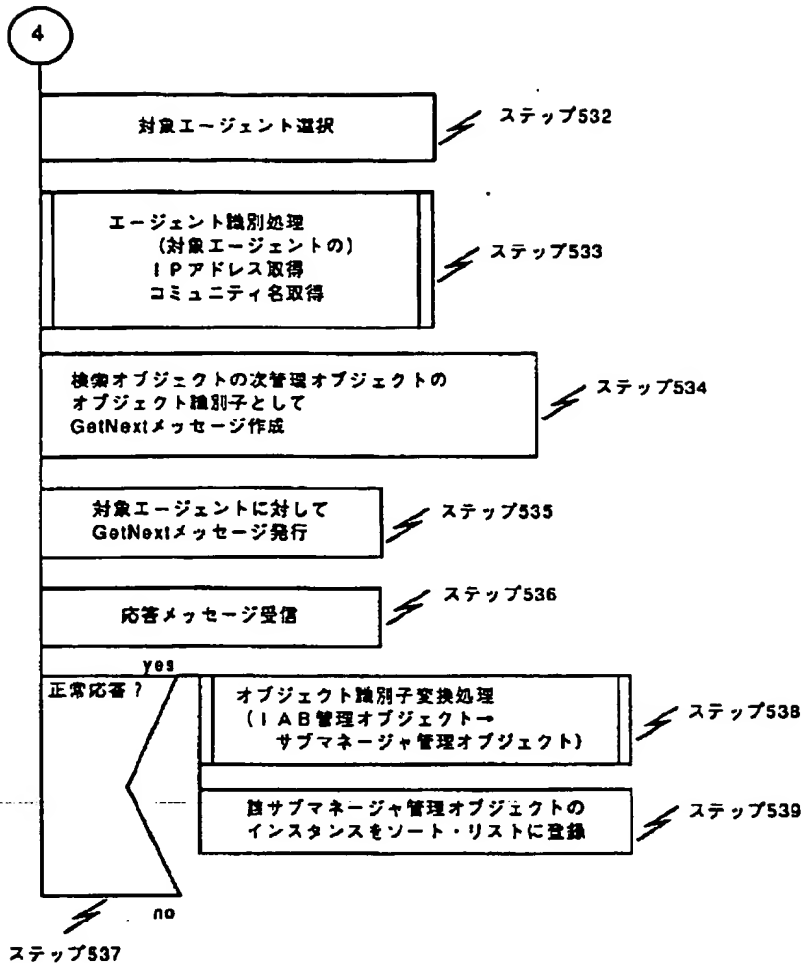 4
対象エージェント選択
ステップ532
エージェント識別処理
(対象エージェントの)
IPアドレス取得
コミュニティ名取得
ステップ533
検索オブジェクトの次管理オブジェクトの
オブジェクト識別子として
GetNextメッセージ作成
ステップ534
対象エージェントに対して
GetNextメッセージ発行
ステップ535
応答メッセージ受信
ステップ536
yes
正常応答?
オブジェクト識別子変換処理
(IAB管理オブジェクト→
サブマネージャ管理オブジェクト)
ステップ538
該サブマネージャ管理オブジェクトの
インスタンスをソート・リストに登録
ステップ539
no
ステップ537